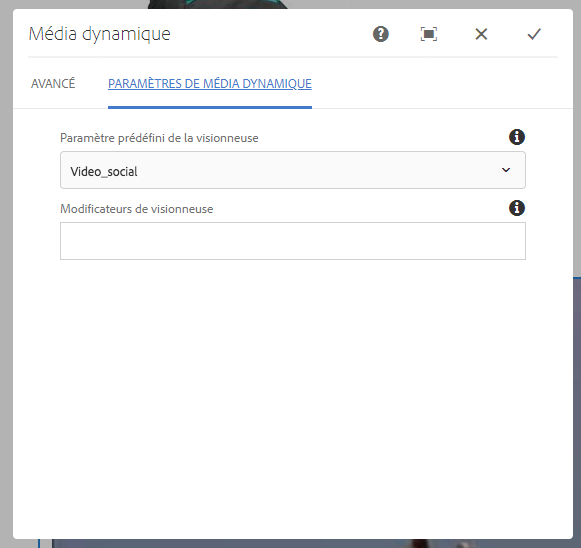 Média dynamique
AVANCÉ
PARAMÈTRES DE MÉDIA DYNAMIQUE
Paramètre prédéfini de la visionneuse
Video_social
Modificateurs de visionneuse